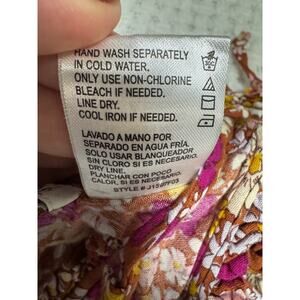 HAND WASH SEPARATELY
IN COLD WATER.
ONLY USE NON-CHLORINE
BLEACH IF NEEDED.
LINE DRY.
COOL IRON IF NEEDED.
LAVADO A MANO POR
SEPARADO EN AGUA FRÍA.
SOLO USAR BLANQUEADOR
SIN CLORO SI ES NECESARIO.
DRY LINE.
PLANCHAR CON POCO
CALOR, SI ES NECESARIO.
STYLE #